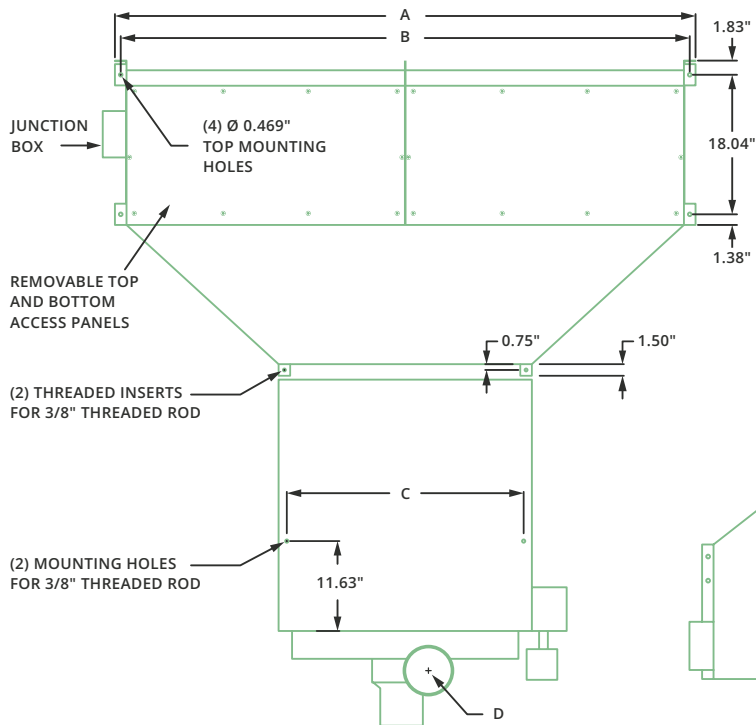 A
B
1.83"
JUNCTION
BOX
(4) Ø 0.469"
TOP MOUNTING
HOLES
18.04"
1.38"
REMOVABLE TOP
AND BOTTOM
ACCESS PANELS
0.75"
1.50"
(2) THREADED INSERTS
FOR 3/8" THREADED ROD
C
(2) MOUNTING HOLES
FOR 3/8" THREADED ROD
11.63"
D